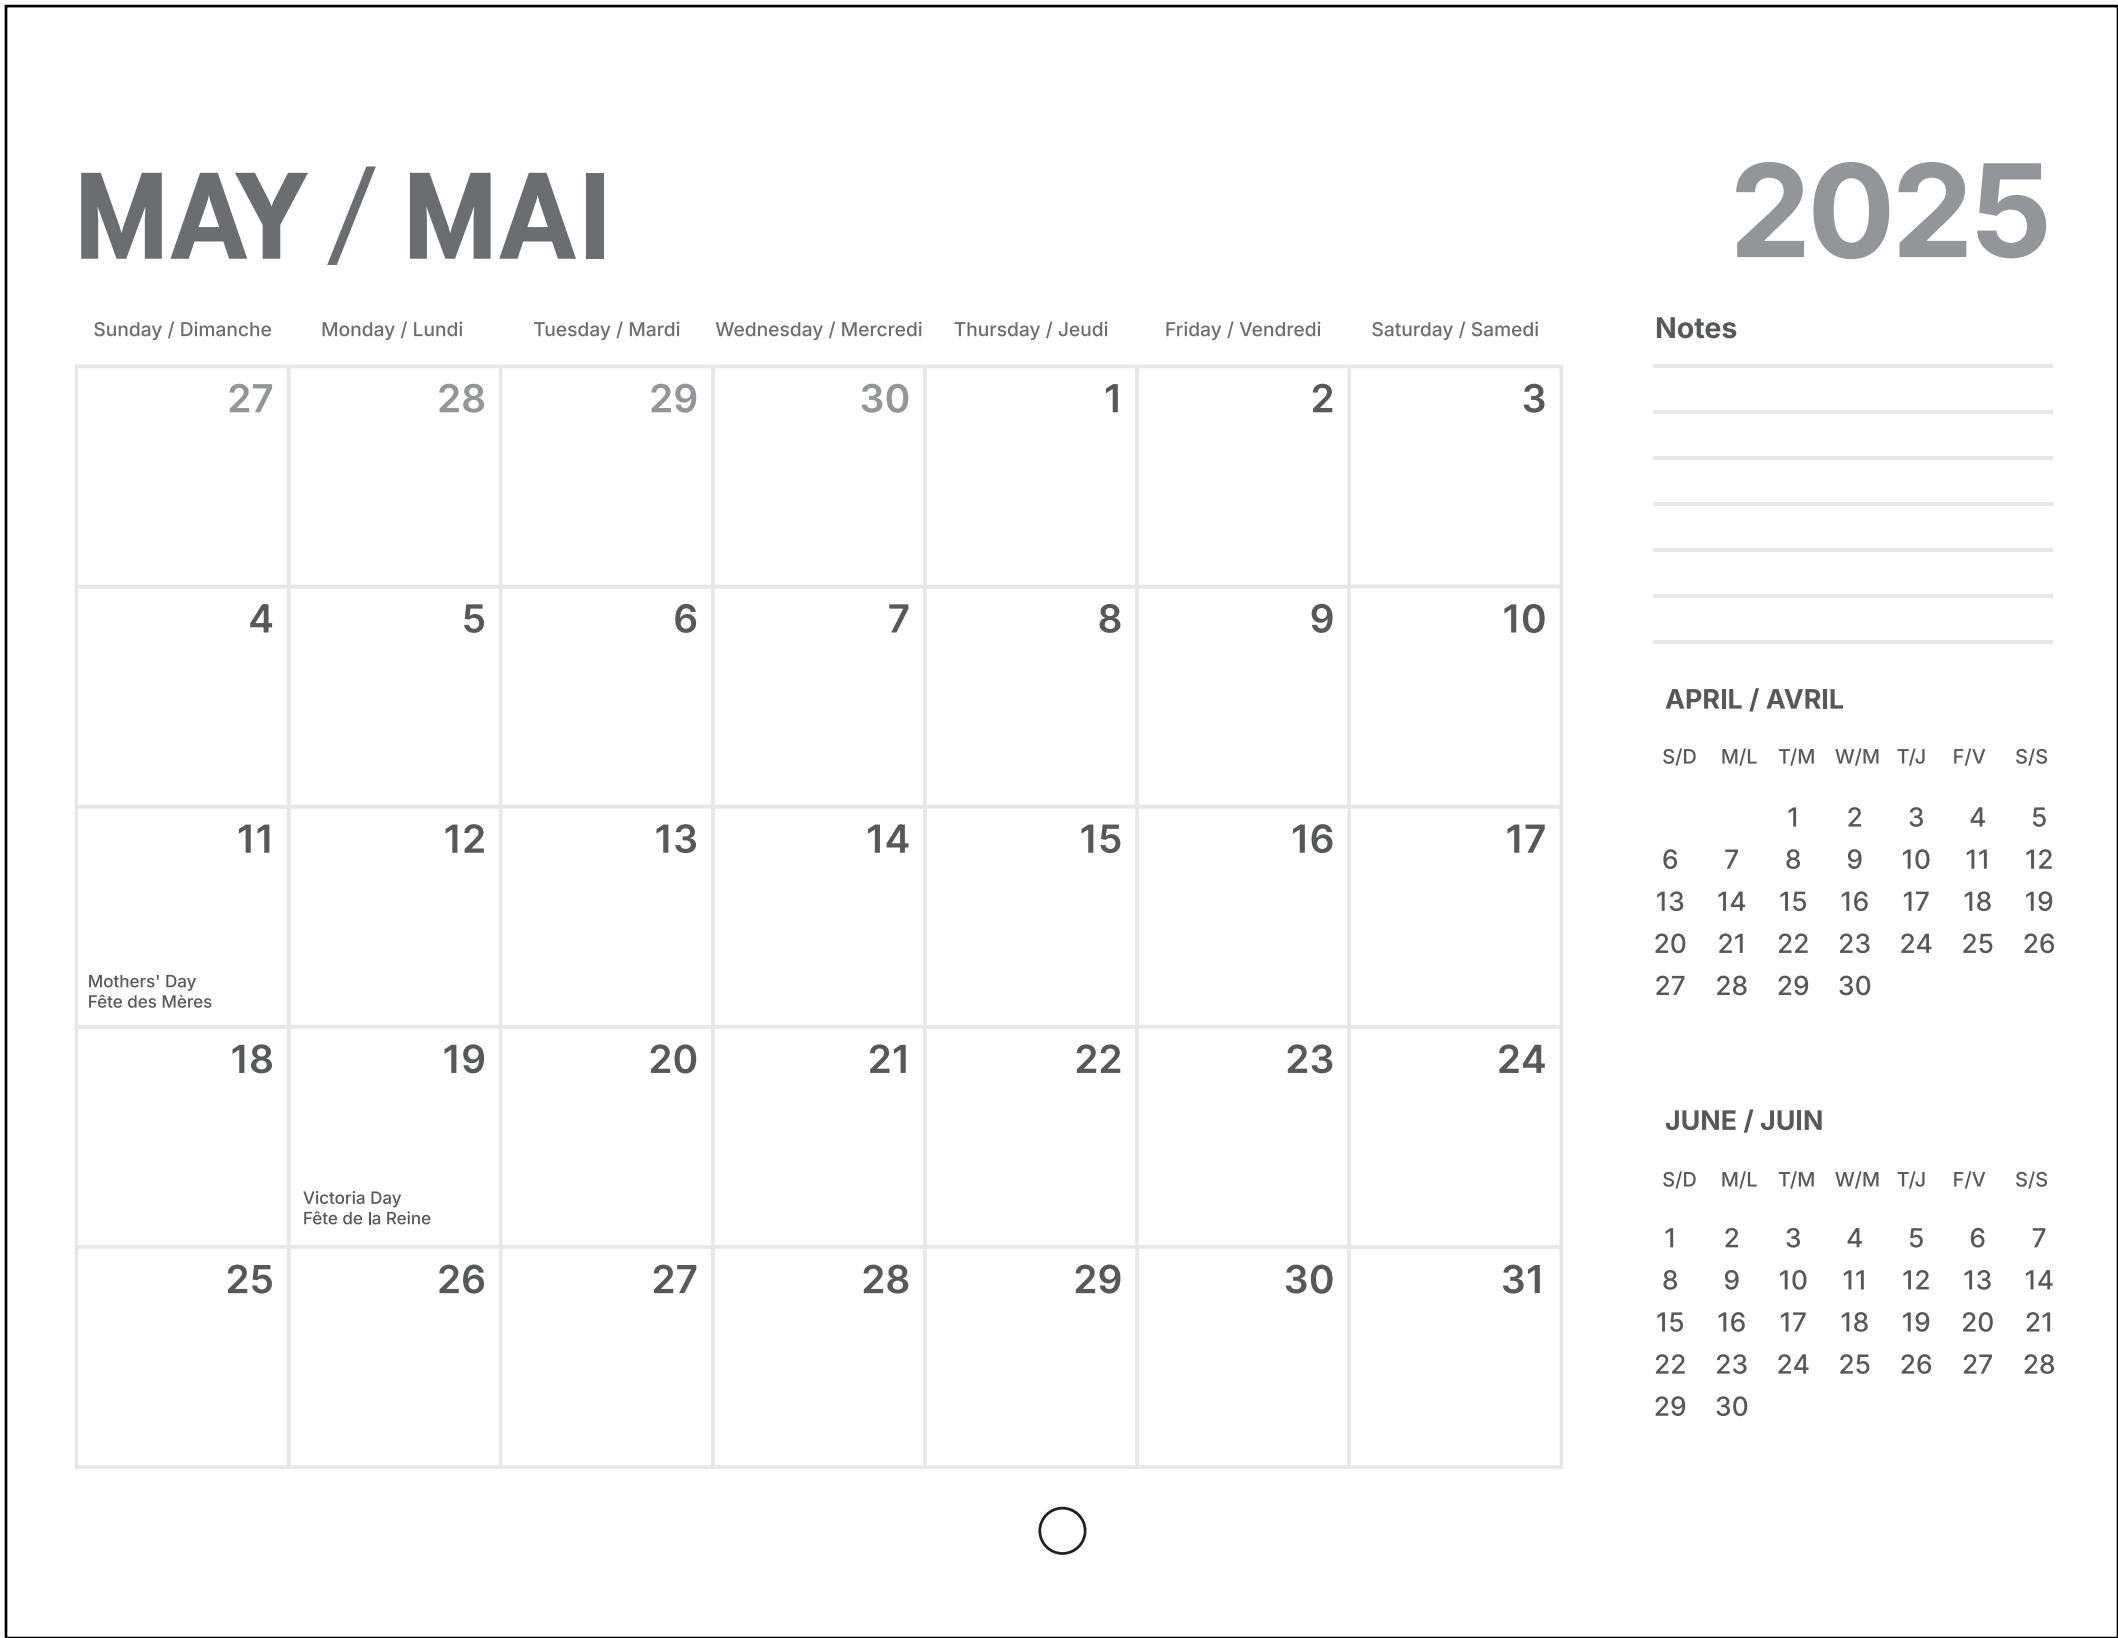 MAY / MAI
2025
Sunday / Dimanche Monday / Lundi Tuesday / Mardi Wednesday / Mercredi Thursday / Jeudi Friday / Vendredi Saturday / Samedi
27 28 29 30 1 2 3
4 5 6 7 8 9 10
11 12 13 14 15 16 17
Mothers' Day
Fête des Mères
18 19 20 21 22 23 24
Victoria Day
Fête de la Reine
25 26 27 28 29 30 31
Notes
APRIL / AVRIL
S/D M/L T/M W/M T/J F/V S/S
1 2 3 4 5
6 7 8 9 10 11 12
13 14 15 16 17 18 19
20 21 22 23 24 25 26
27 28 29 30
JUNE / JUIN
S/D M/L T/M W/M T/J F/V S/S
1 2 3 4 5 6 7
8 9 10 11 12 13 14
15 16 17 18 19 20 21
22 23 24 25 26 27 28
29 30